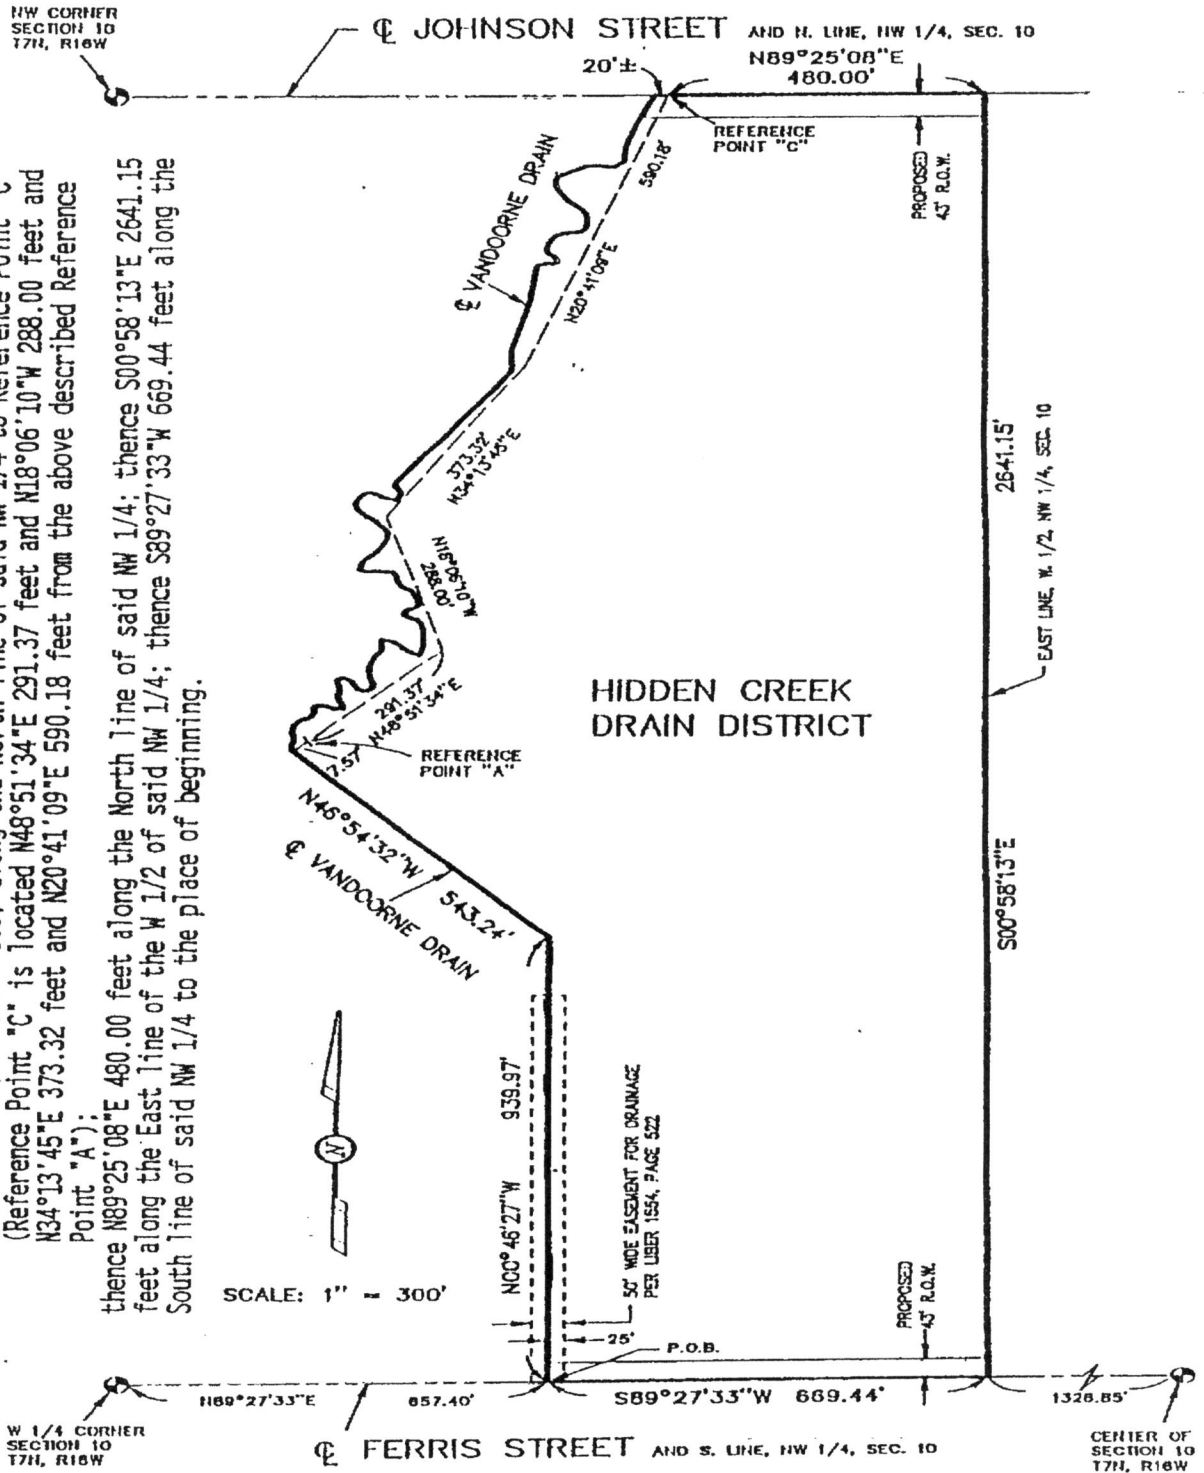 NW CORNER
SECTION 10
T7N, R16W
℄ JOHNSON STREET AND N. LINE, NW 1/4, SEC. 10
N89°25'08"E
480.00'
20'±
REFERENCE
POINT "C"
PROPOSED
43' R.O.W.
590.18'
N20°41'09"E
℄ VANDOORNE DRAIN
373.32'
N34°13'45"E
N18°06'10"W
288.00'
291.37'
N48°51'34"E
7.57'
REFERENCE
POINT "A"
HIDDEN CREEK
DRAIN DISTRICT
2641.15'
S00°58'13"E
EAST LINE, W. 1/2, NW 1/4, SEC. 10
N46°54'32"W
543.24'
℄ VANDOORNE DRAIN
939.97'
N00°46'27"W
50' WIDE EASEMENT FOR DRAINAGE
PER LIBER 1554, PAGE 522
N
SCALE: 1" = 300'
25'
P.O.B.
PROPOSED
43' R.O.W.
N89°27'33"E 657.40'
S89°27'33"W 669.44'
1326.85'
W 1/4 CORNER
SECTION 10
T7N, R16W
℄ FERRIS STREET AND S. LINE, NW 1/4, SEC. 10
CENTER OF
SECTION 10
T7N, R16W
(Reference Point "C" is located N48°51'34"E 291.37 feet and N18°06'10"W 288.00 feet and
N34°13'45"E 373.32 feet and N20°41'09"E 590.18 feet from the above described Reference
Point "A");
thence N89°25'08"E 480.00 feet along the North line of said NW 1/4; thence S00°58'13"E 2641.15
feet along the East line of the W 1/2 of said NW 1/4; thence S89°27'33"W 669.44 feet along the
South line of said NW 1/4 to the place of beginning.